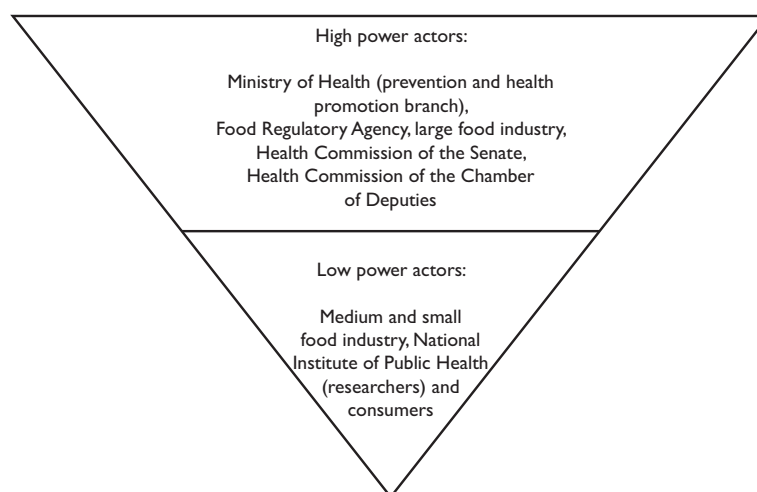 High power actors:
Ministry of Health (prevention and health
promotion branch),
Food Regulatory Agency, large food industry,
Health Commission of the Senate,
Health Commission of the Chamber
of Deputies
Low power actors:
Medium and small
food industry, National
Institute of Public Health
(researchers) and
consumers